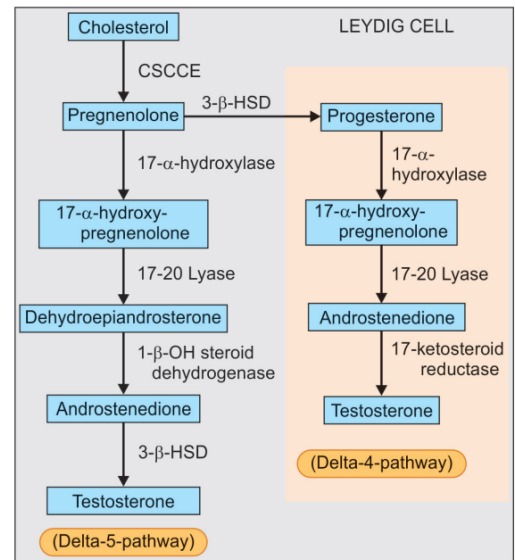 LEYDIG CELL
Cholesterol
CSCCE
Pregnenolone
3-β-HSD
Progesterone
17-α-hydroxylase
17-α-
hydroxylase
17-α-hydroxy-
pregnenolone
17-α-hydroxy-
pregnenolone
17-20 Lyase
17-20 Lyase
Dehydroepiandrosterone
Androstenedione
1-β-OH steroid
dehydrogenase
17-ketosteroid
reductase
Androstenedione
Testosterone
3-β-HSD
(Delta-4-pathway)
Testosterone
(Delta-5-pathway)